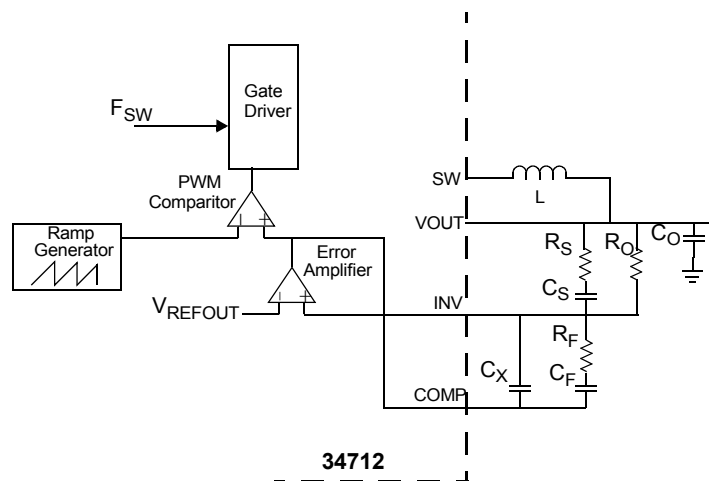 Gate
Driver
FSW
PWM
Comparitor
Ramp
Generator
Error
Amplifier
VREFOUT
SW
L
VOUT
RS
RO
CO
CS
INV
RF
CX
CF
COMP
34712
- +
- +